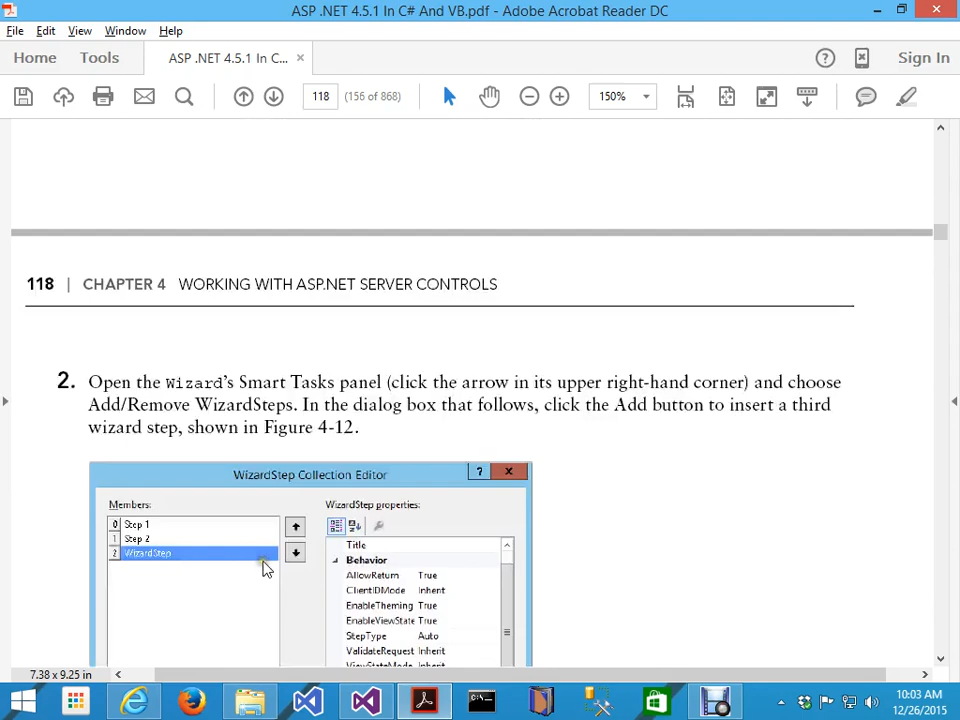 ASP .NET 4.5.1 In C# And VB.pdf - Adobe Acrobat Reader DC
File Edit View Window Help
Home Tools ASP .NET 4.5.1 In C... × Sign In
118 (156 of 868) 150%
118 | CHAPTER 4 WORKING WITH ASP.NET SERVER CONTROLS
2. Open the Wizard's Smart Tasks panel (click the arrow in its upper right-hand corner) and choose
Add/Remove WizardSteps. In the dialog box that follows, click the Add button to insert a third
wizard step, shown in Figure 4-12.
WizardStep Collection Editor
Members: WizardStep properties:
0 Step 1
1 Step 2
2 WizardStep
Title
Behavior
AllowReturn True
ClientIDMode Inherit
EnableTheming True
EnableViewState True
StepType Auto
ValidateRequest Inherit
ViewStateMode Inherit
7.38 x 9.25 in
10:03 AM
12/26/2015